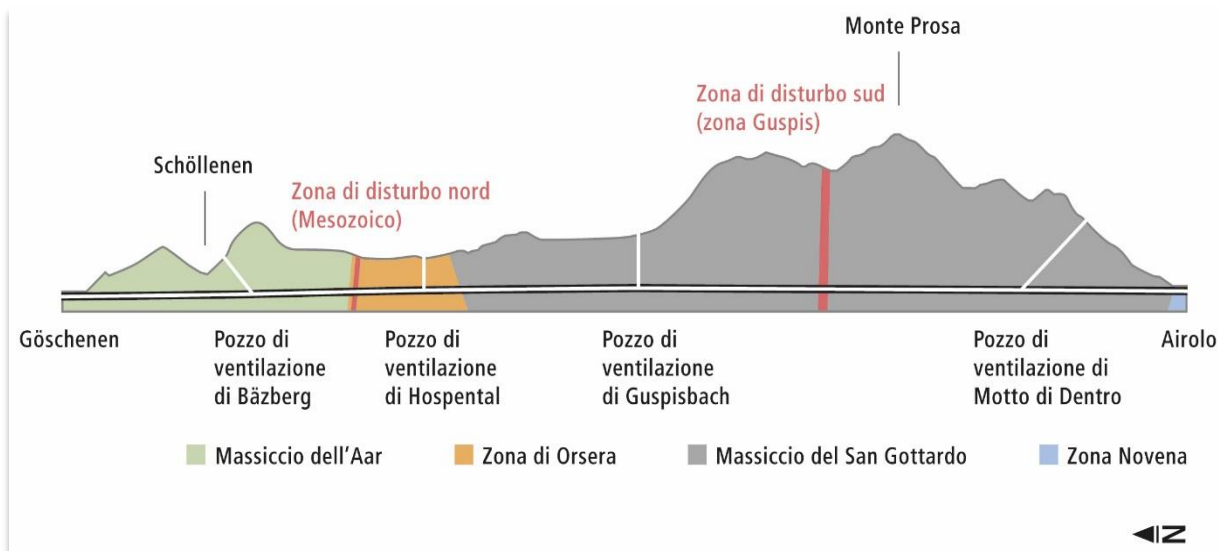 Monte Prosa
Zona di disturbo sud
(zona Guspis)
Schöllenen
Zona di disturbo nord
(Mesozoico)
Göschenen
Pozzo di
ventilazione
di Bäzberg
Pozzo di
ventilazione
di Hospental
Pozzo di
ventilazione
di Guspisbach
Pozzo di
ventilazione di
Motto di Dentro
Airolo
Massiccio dell'Aar
Zona di Orsera
Massiccio del San Gottardo
Zona Novena
N